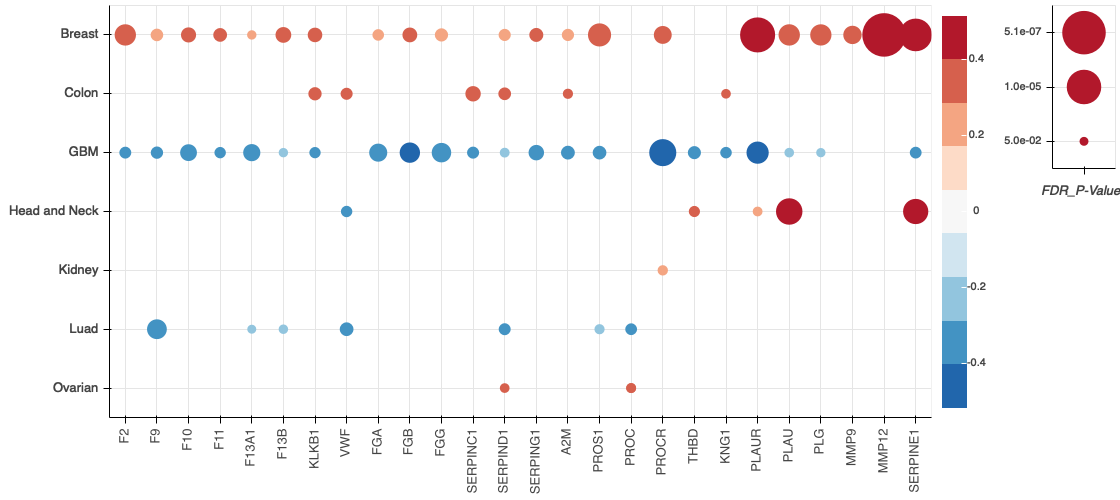 Breast
Colon
GBM
Head and Neck
Kidney
Luad
Ovarian
F2
F9
F10
F11
F13A1
F13B
KLKB1
VWF
FGA
FGB
FGG
SERPINC1
SERPIND1
SERPING1
A2M
PROS1
PROC
PROCR
THBD
KNG1
PLAUR
PLAU
PLG
MMP9
MMP12
SERPINE1
0.4
0.2
0
-0.2
-0.4
5.1e-07
1.0e-05
5.0e-02
FDR_P-Value